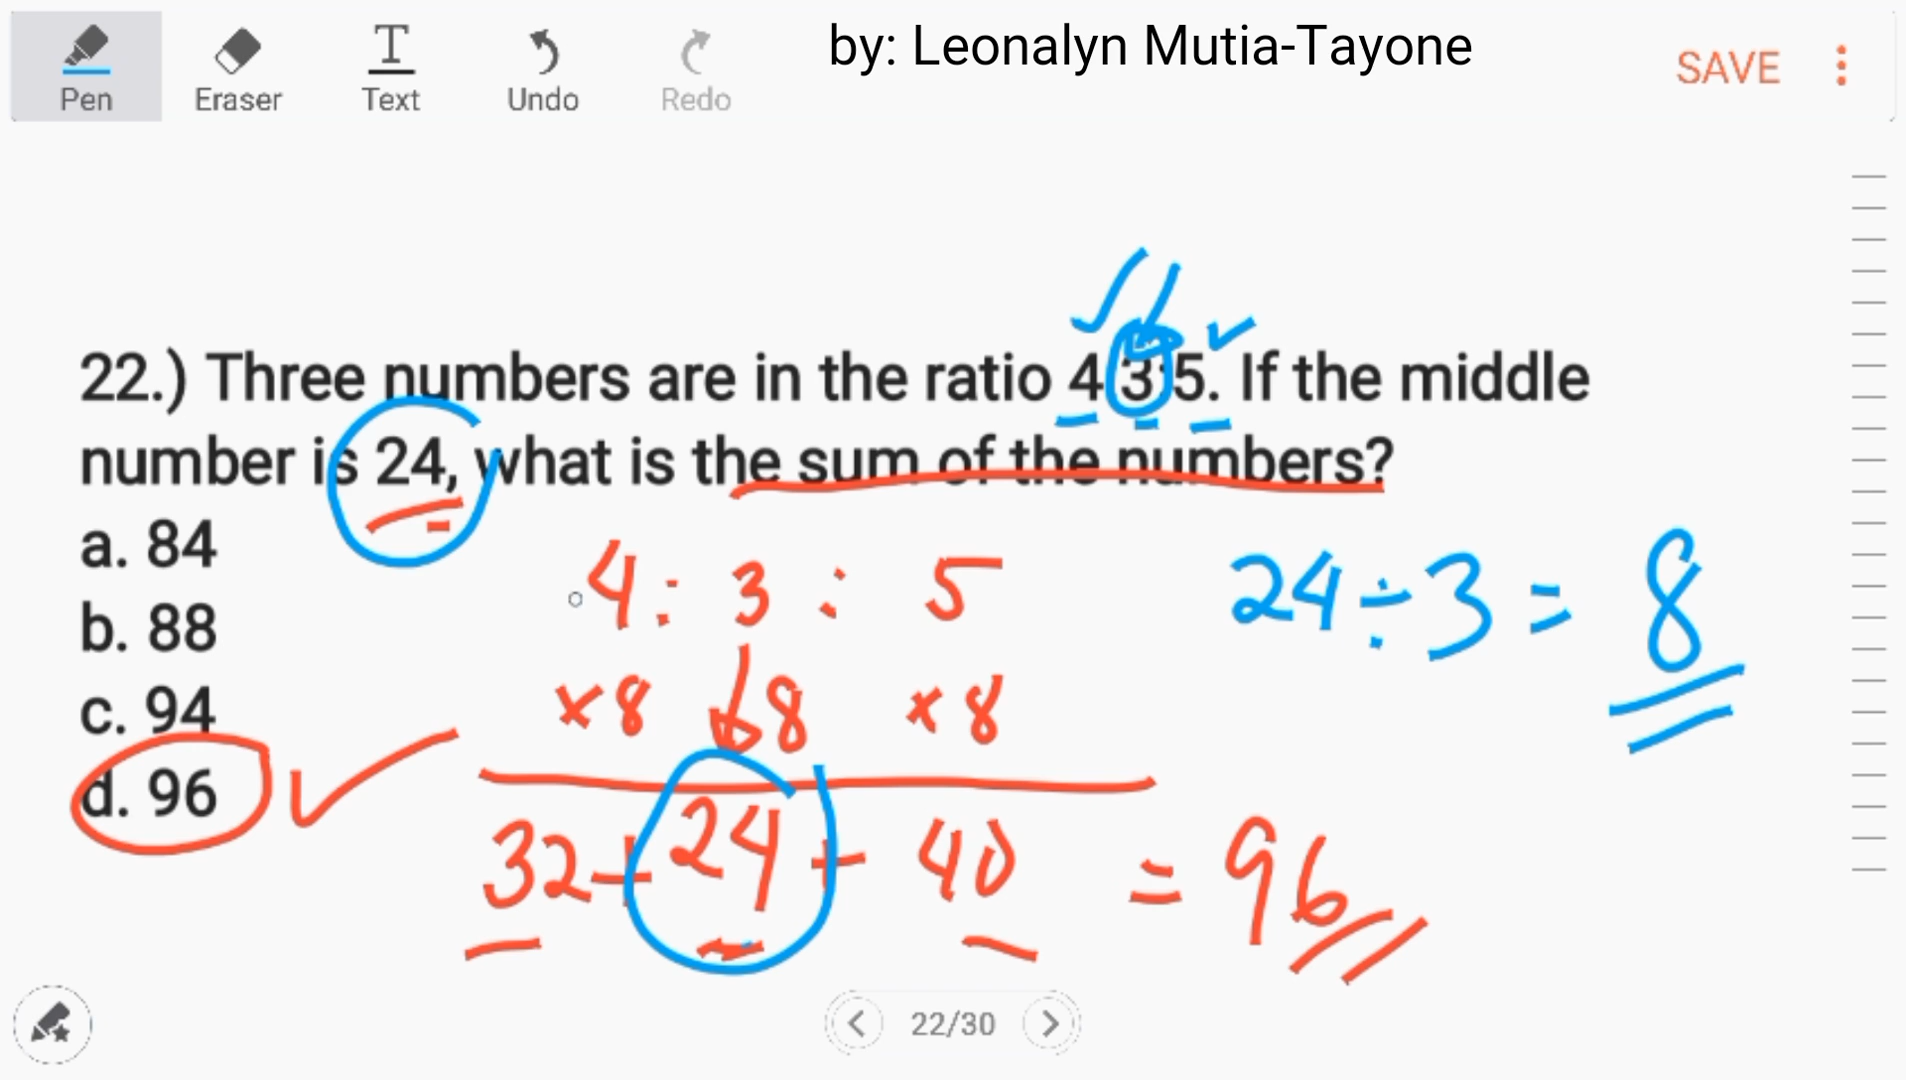 by: Leonalyn Mutia-Tayone
Pen Eraser Text Undo Redo SAVE
22.) Three numbers are in the ratio 4:3:5. If the middle
number is 24, what is the sum of the numbers?
a. 84
b. 88
c. 94
d. 96
4 : 3 : 5
×8 8 ×8
32 + 24 + 40 = 96
24 ÷ 3 = 8
22/30